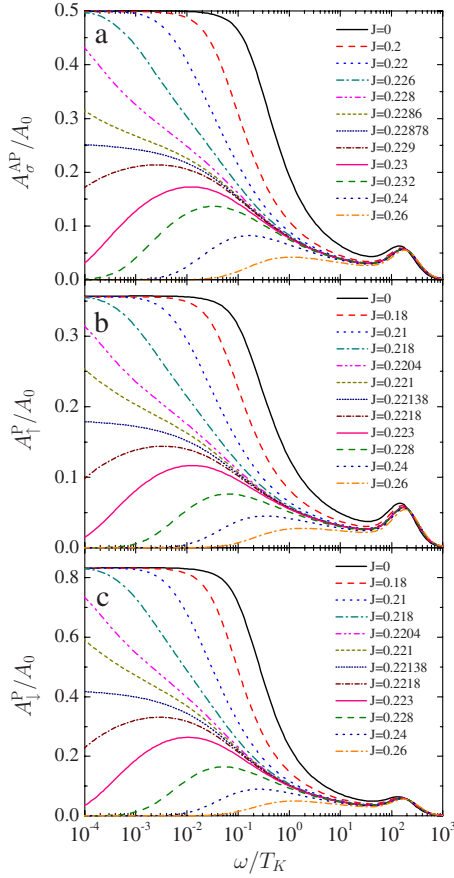 a
A_σ^AP/A_0
0.5
0.4
0.3
0.2
0.1
0.0
J=0
J=0.2
J=0.22
J=0.226
J=0.228
J=0.2286
J=0.22878
J=0.229
J=0.23
J=0.232
J=0.24
J=0.26
b
A_↑^P/A_0
0.3
0.2
0.1
0.0
J=0
J=0.18
J=0.21
J=0.218
J=0.2204
J=0.221
J=0.22138
J=0.2218
J=0.223
J=0.228
J=0.24
J=0.26
c
A_↓^P/A_0
0.8
0.6
0.4
0.2
0.0
J=0
J=0.18
J=0.21
J=0.218
J=0.2204
J=0.221
J=0.22138
J=0.2218
J=0.223
J=0.228
J=0.24
J=0.26
10^-4 10^-3 10^-2 10^-1 10^0 10^1 10^2 10^3
ω/T_K